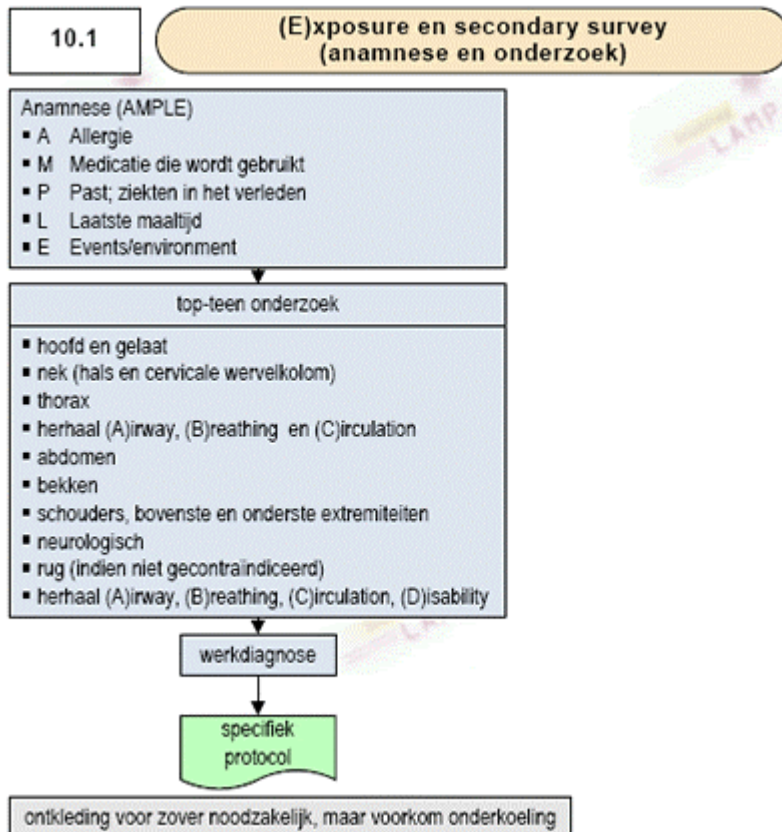 10.1
(E)xposure en secondary survey
(anamnese en onderzoek)
Anamnese (AMPLE)
▪ A Allergie
▪ M Medicatie die wordt gebruikt
▪ P Past; ziekten in het verleden
▪ L Laatste maaltijd
▪ E Events/environment
top-teen onderzoek
▪ hoofd en gelaat
▪ nek (hals en cervicale wervelkolom)
▪ thorax
▪ herhaal (A)irway, (B)reathing en (C)irculation
▪ abdomen
▪ bekken
▪ schouders, bovenste en onderste extremiteiten
▪ neurologisch
▪ rug (indien niet gecontraïndiceerd)
▪ herhaal (A)irway, (B)reathing, (C)irculation, (D)isability
werkdiagnose
specifiek
protocol
ontkleding voor zover noodzakelijk, maar voorkom onderkoeling